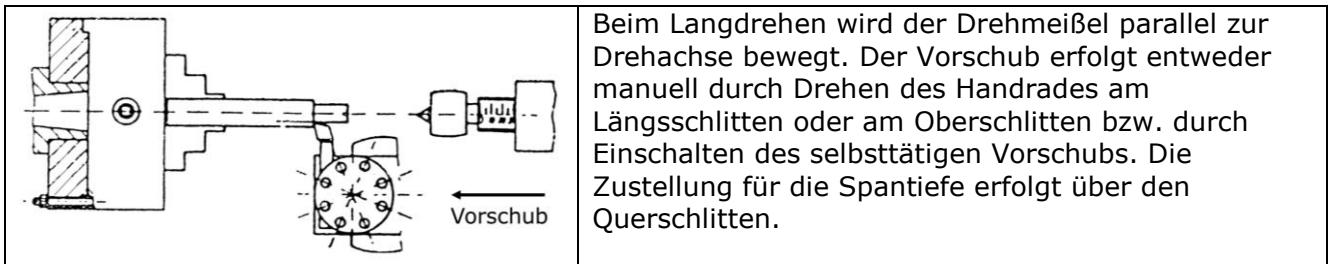 Vorschub
Beim Langdrehen wird der Drehmeißel parallel zur
Drehachse bewegt. Der Vorschub erfolgt entweder
manuell durch Drehen des Handrades am
Längsschlitten oder am Oberschlitten bzw. durch
Einschalten des selbsttätigen Vorschubs. Die
Zustellung für die Spantiefe erfolgt über den
Querschlitten.